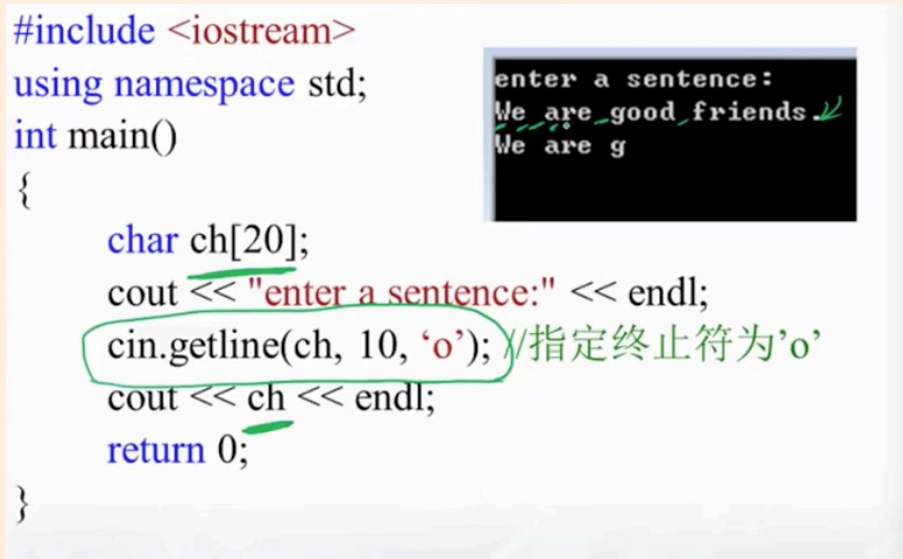 #include <iostream>
using namespace std;
int main()
{
char ch[20];
cout << "enter a sentence:" << endl;
cin.getline(ch, 10, ‘o’); //指定终止符为’o’
cout << ch << endl;
return 0;
}
enter a sentence:
We are good friends.
We are g